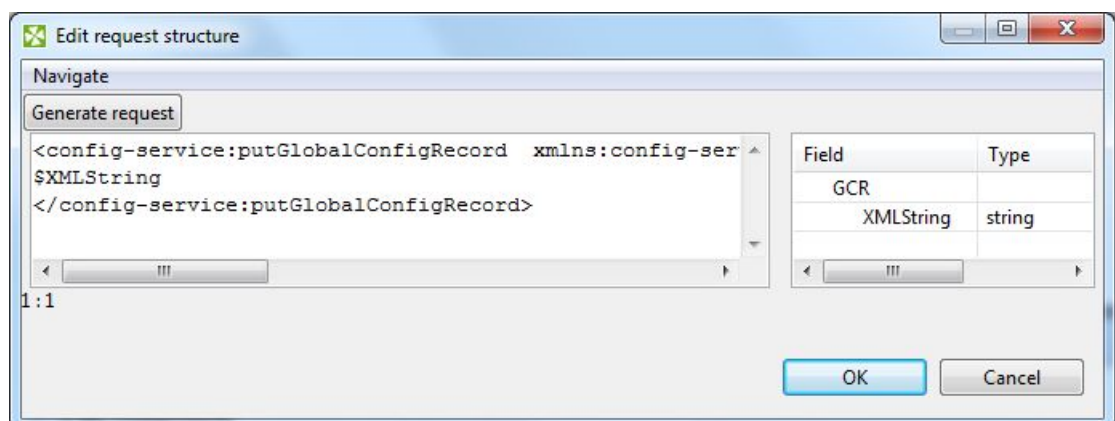 Edit request structure
Navigate
Generate request
<config-service:putGlobalConfigRecord  xmlns:config-ser
$XMLString
</config-service:putGlobalConfigRecord>
Field Type
GCR
XMLString string
1:1
OK Cancel